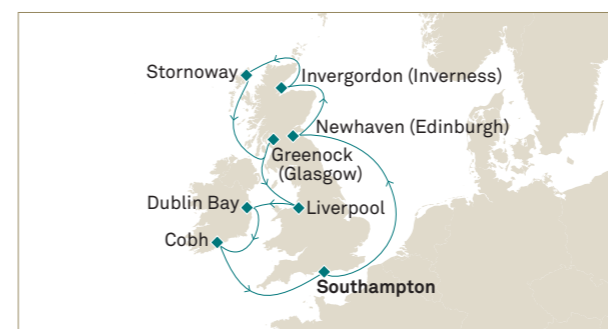 Stornoway
Invergordon (Inverness)
Newhaven (Edinburgh)
Greenock
(Glasgow)
Dublin Bay
Liverpool
Cobh
Southampton